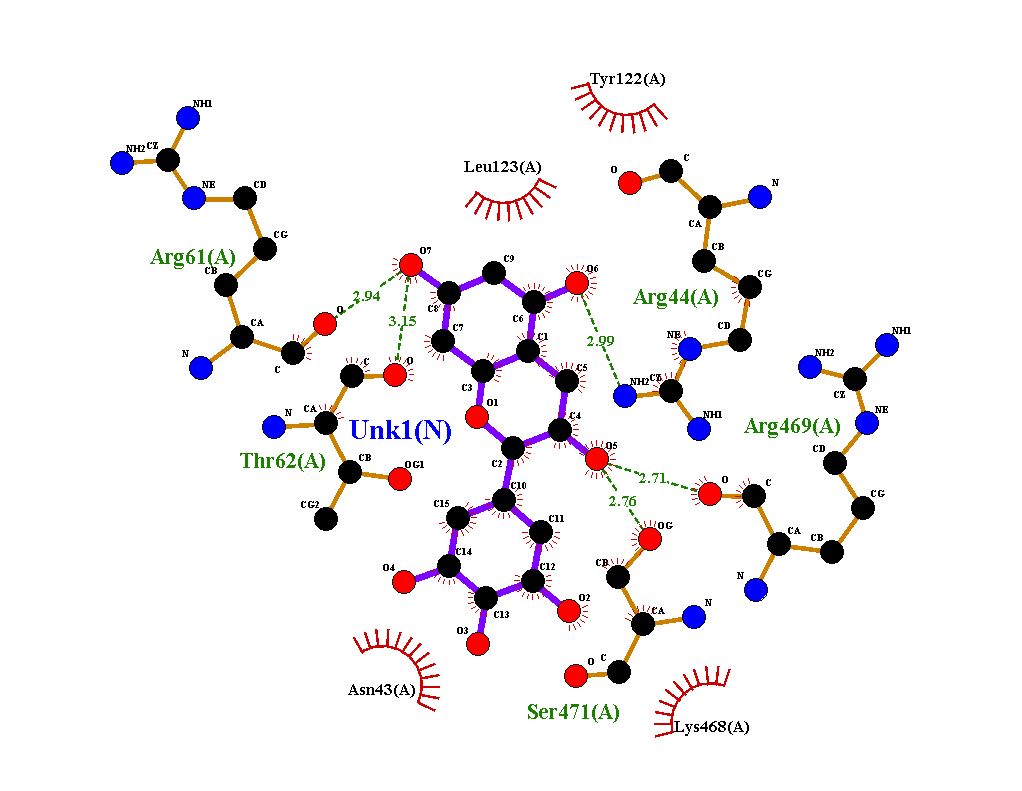 Tyr122(A)
NH1
NH2
CZ
Leu123(A)
O
C
NE
CD
N
CA
CG
Arg61(A)
CB
O7
C9
O6
CB
CG
Arg44(A)
2.94
C8
C6
O
3.15
C7
C1
2.99
NE
CD
NH1
CA
NH2
N
C
C
O
C3
C5
NH2
CZ
CZ
O1
N
CA
C4
NH1
NE
Unk1(N)
Arg469(A)
Thr62(A)
CB
C2
O5
CD
OG1
2.71
O
C
C10
CG2
C15
2.76
CG
C11
OG
C14
CA
CB
O4
C12
CB
N
O2
C13
CA
N
O3
O
C
Asn43(A)
Ser471(A)
Lys468(A)